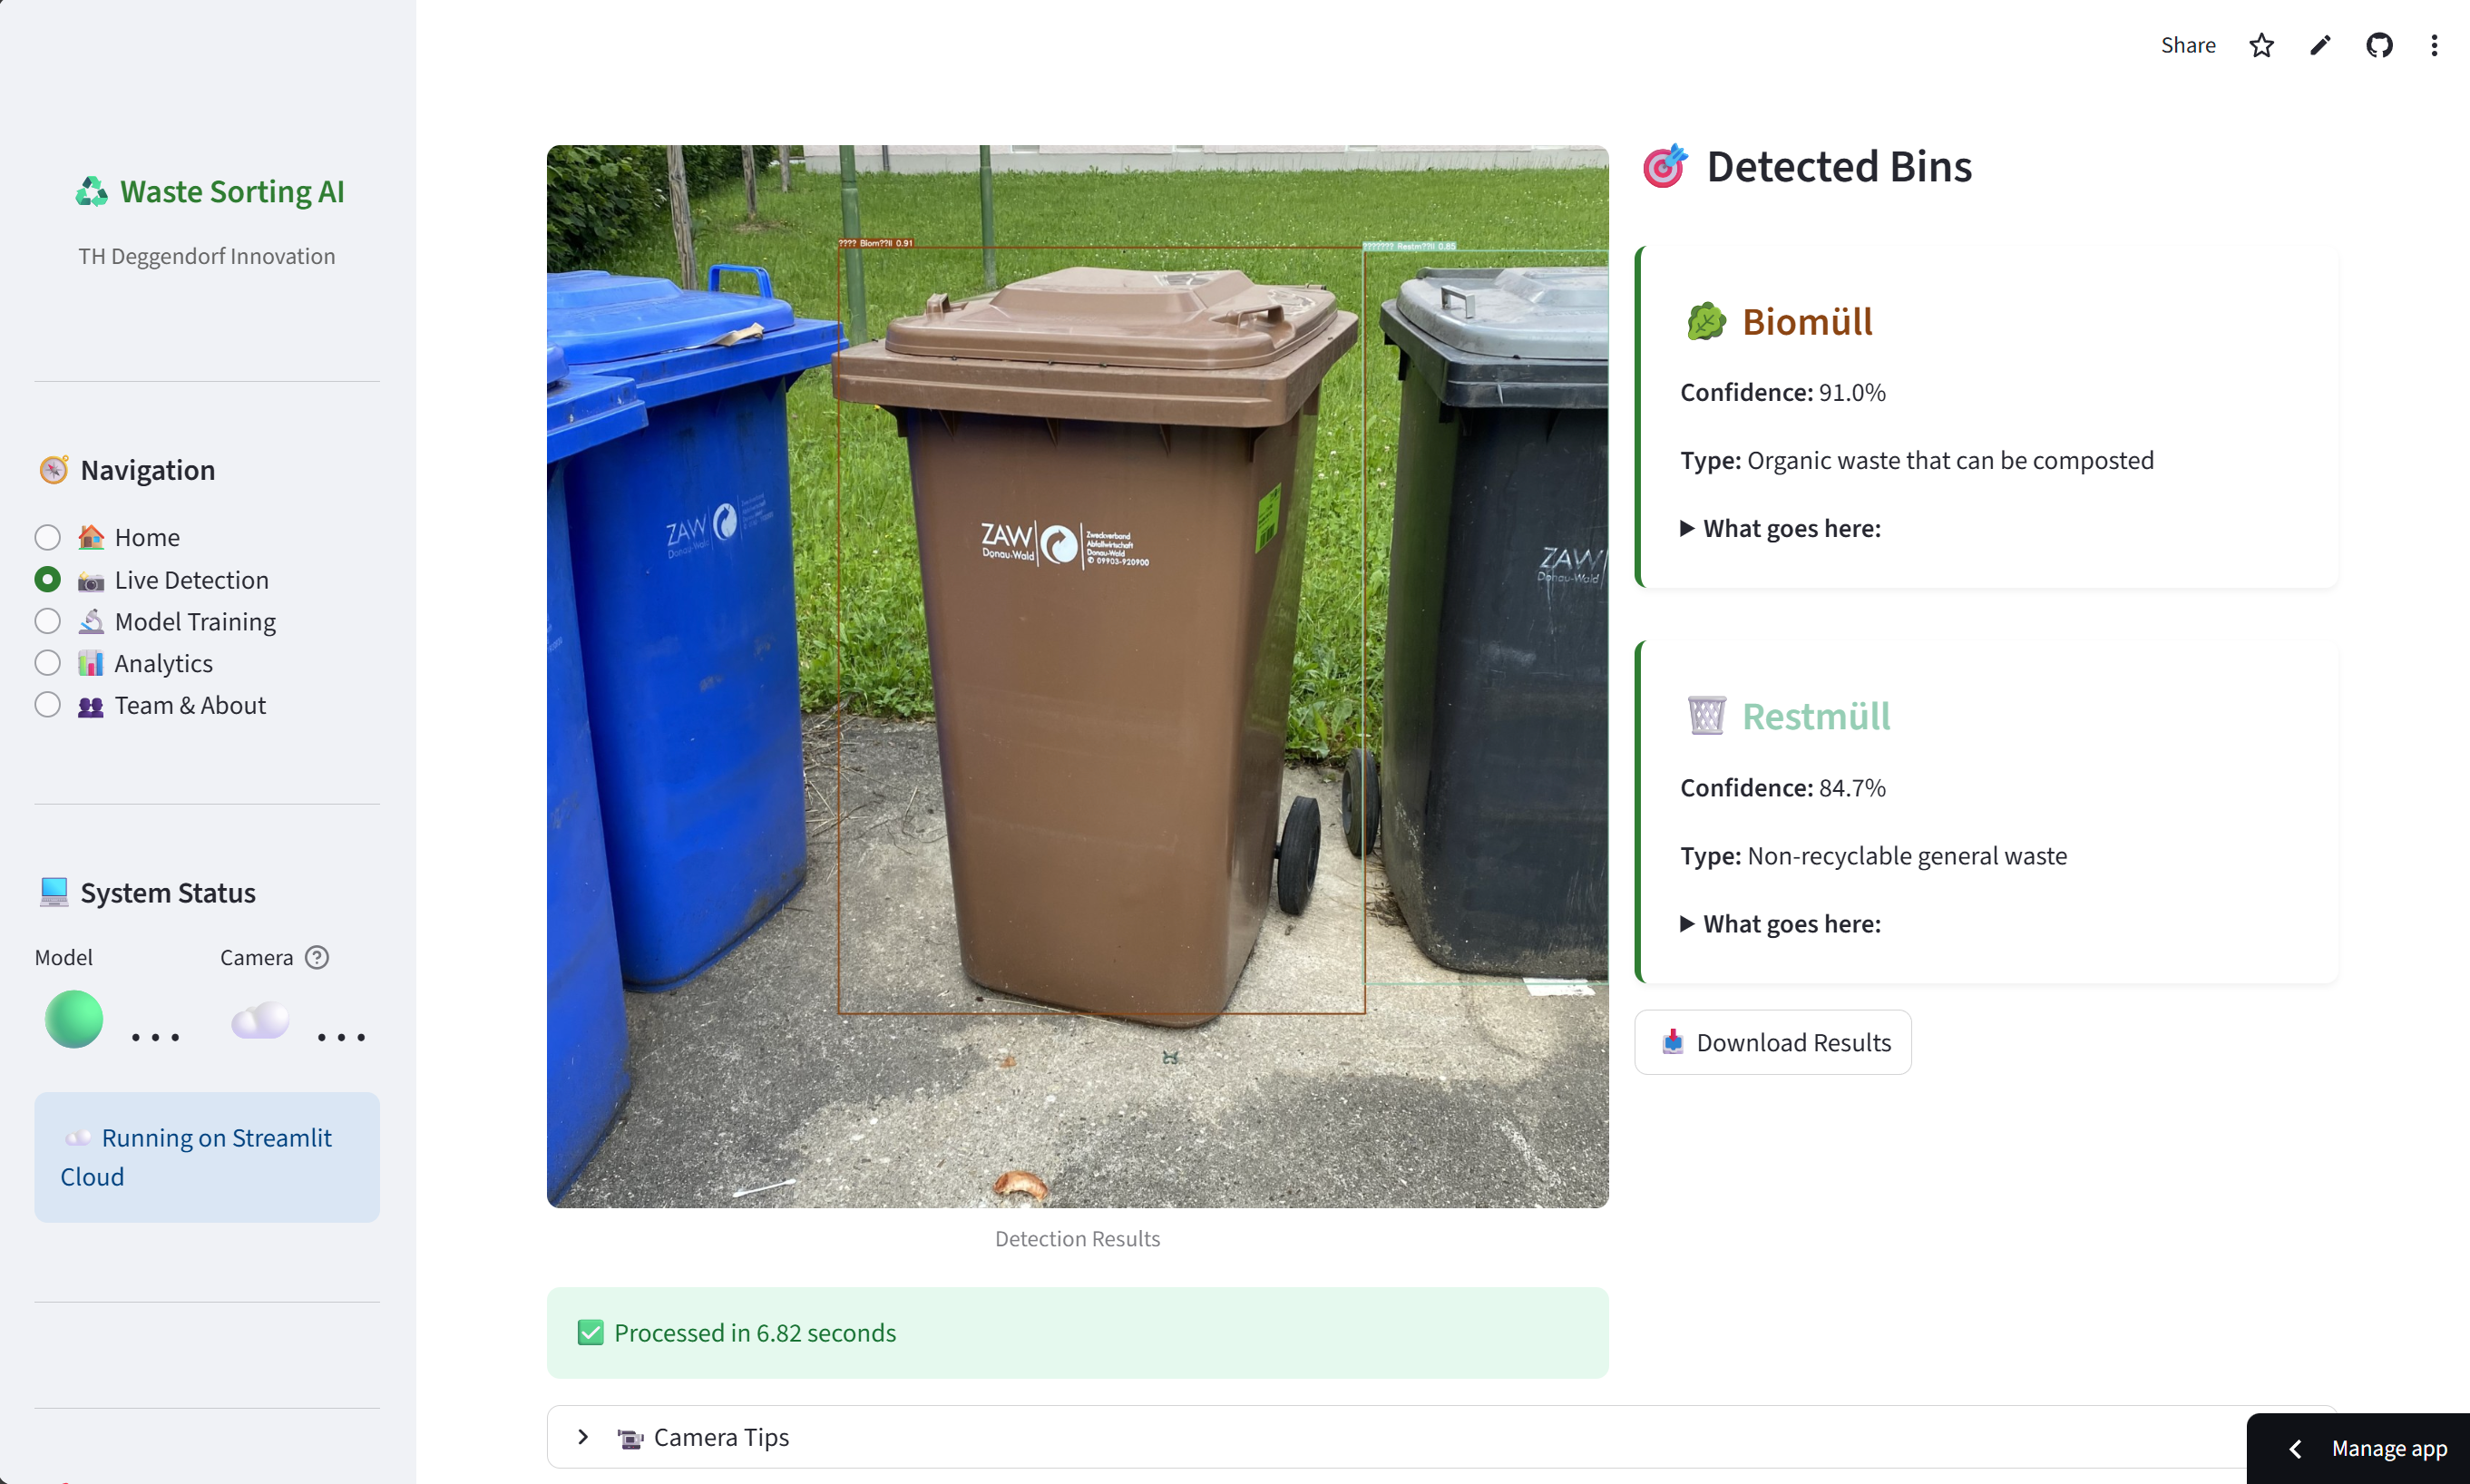 Share
Waste Sorting AI
TH Deggendorf Innovation
Navigation
Home
Live Detection
Model Training
Analytics
Team & About
System Status
Model
Camera
Running on Streamlit
Cloud
???? Biom??ll 0.91
??????? Restm??ll 0.85
ZAW
Donau-Wald
ZAW
Donau-Wald
Zweckverband
Abfallwirtschaft
Donau-Wald
✆ 09903-920900
ZAW
Donau-Wald
Detection Results
Processed in 6.82 seconds
Camera Tips
Detected Bins
Biomüll
Confidence: 91.0%
Type: Organic waste that can be composted
What goes here:
Restmüll
Confidence: 84.7%
Type: Non-recyclable general waste
What goes here:
Download Results
Manage app